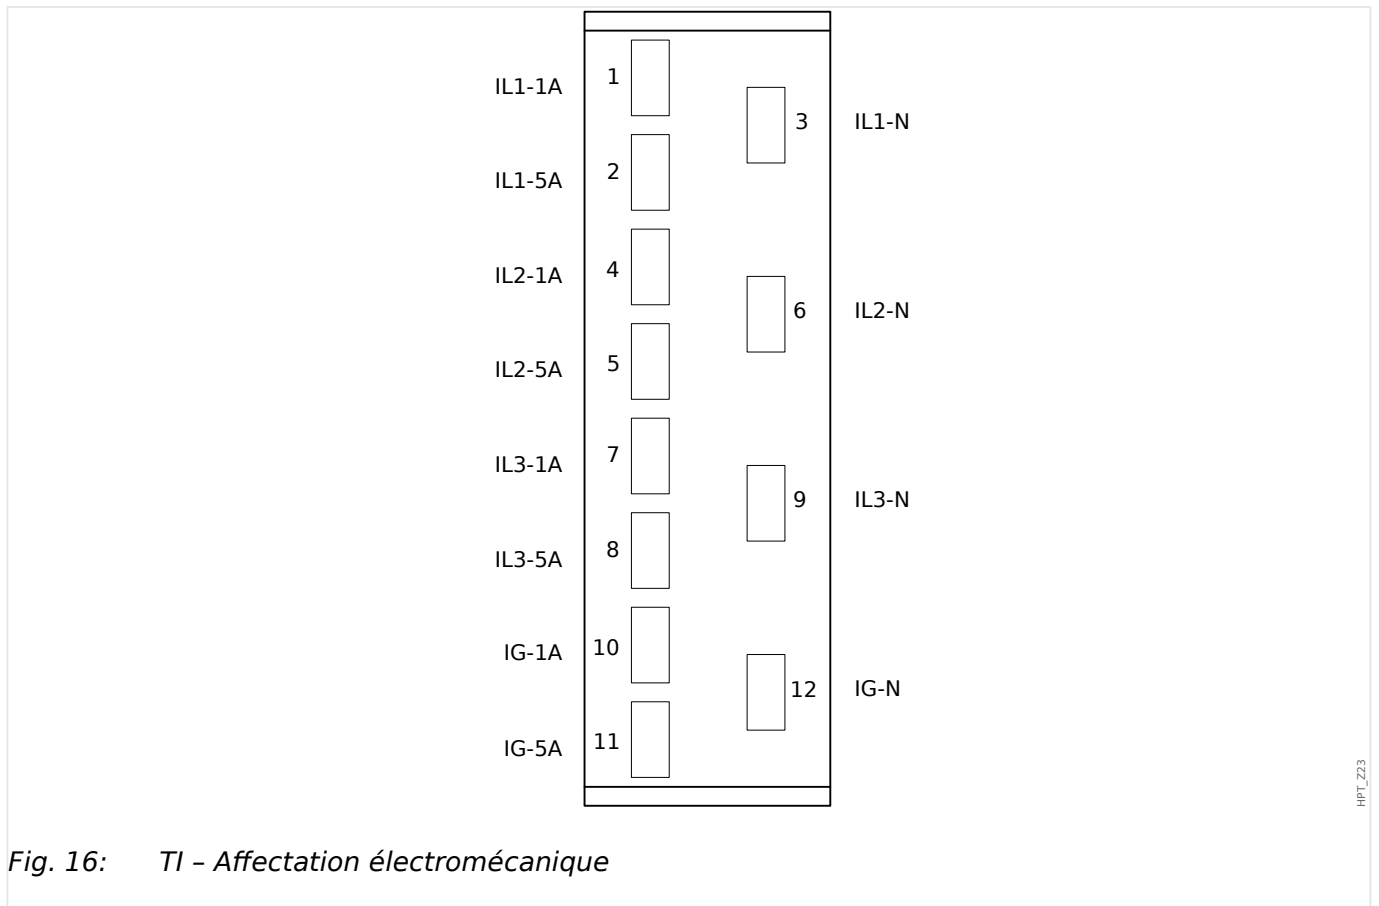 IL1-1A 1
3 IL1-N
IL1-5A 2
IL2-1A 4
6 IL2-N
IL2-5A 5
IL3-1A 7
9 IL3-N
IL3-5A 8
IG-1A 10
12 IG-N
IG-5A 11
HPT_Z23
Fig. 16: TI – Affectation électromécanique